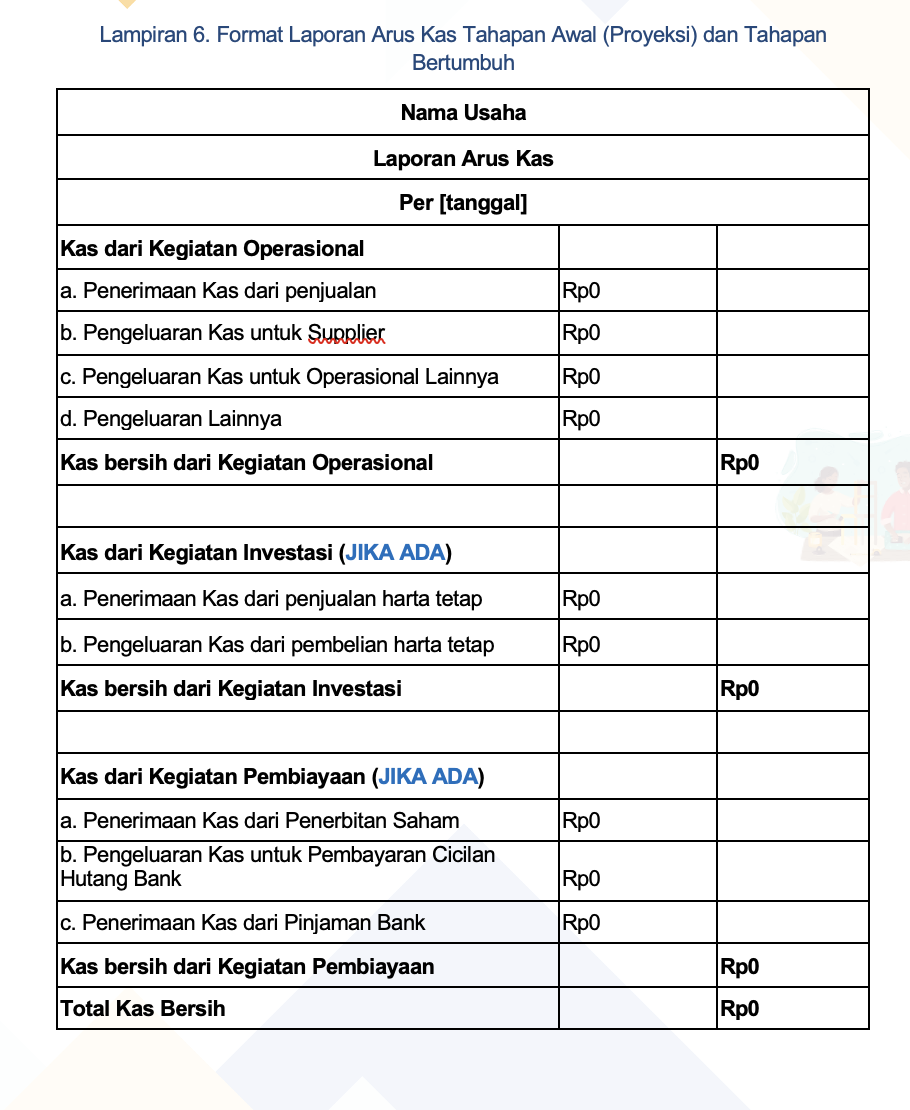 Lampiran 6. Format Laporan Arus Kas Tahapan Awal (Proyeksi) dan Tahapan
Bertumbuh
Nama Usaha
Laporan Arus Kas
Per [tanggal]
Kas dari Kegiatan Operasional
a. Penerimaan Kas dari penjualan Rp0
b. Pengeluaran Kas untuk Supplier Rp0
c. Pengeluaran Kas untuk Operasional Lainnya Rp0
d. Pengeluaran Lainnya Rp0
Kas bersih dari Kegiatan Operasional Rp0
Kas dari Kegiatan Investasi (JIKA ADA)
a. Penerimaan Kas dari penjualan harta tetap Rp0
b. Pengeluaran Kas dari pembelian harta tetap Rp0
Kas bersih dari Kegiatan Investasi Rp0
Kas dari Kegiatan Pembiayaan (JIKA ADA)
a. Penerimaan Kas dari Penerbitan Saham Rp0
b. Pengeluaran Kas untuk Pembayaran Cicilan
Hutang Bank Rp0
c. Penerimaan Kas dari Pinjaman Bank Rp0
Kas bersih dari Kegiatan Pembiayaan Rp0
Total Kas Bersih Rp0